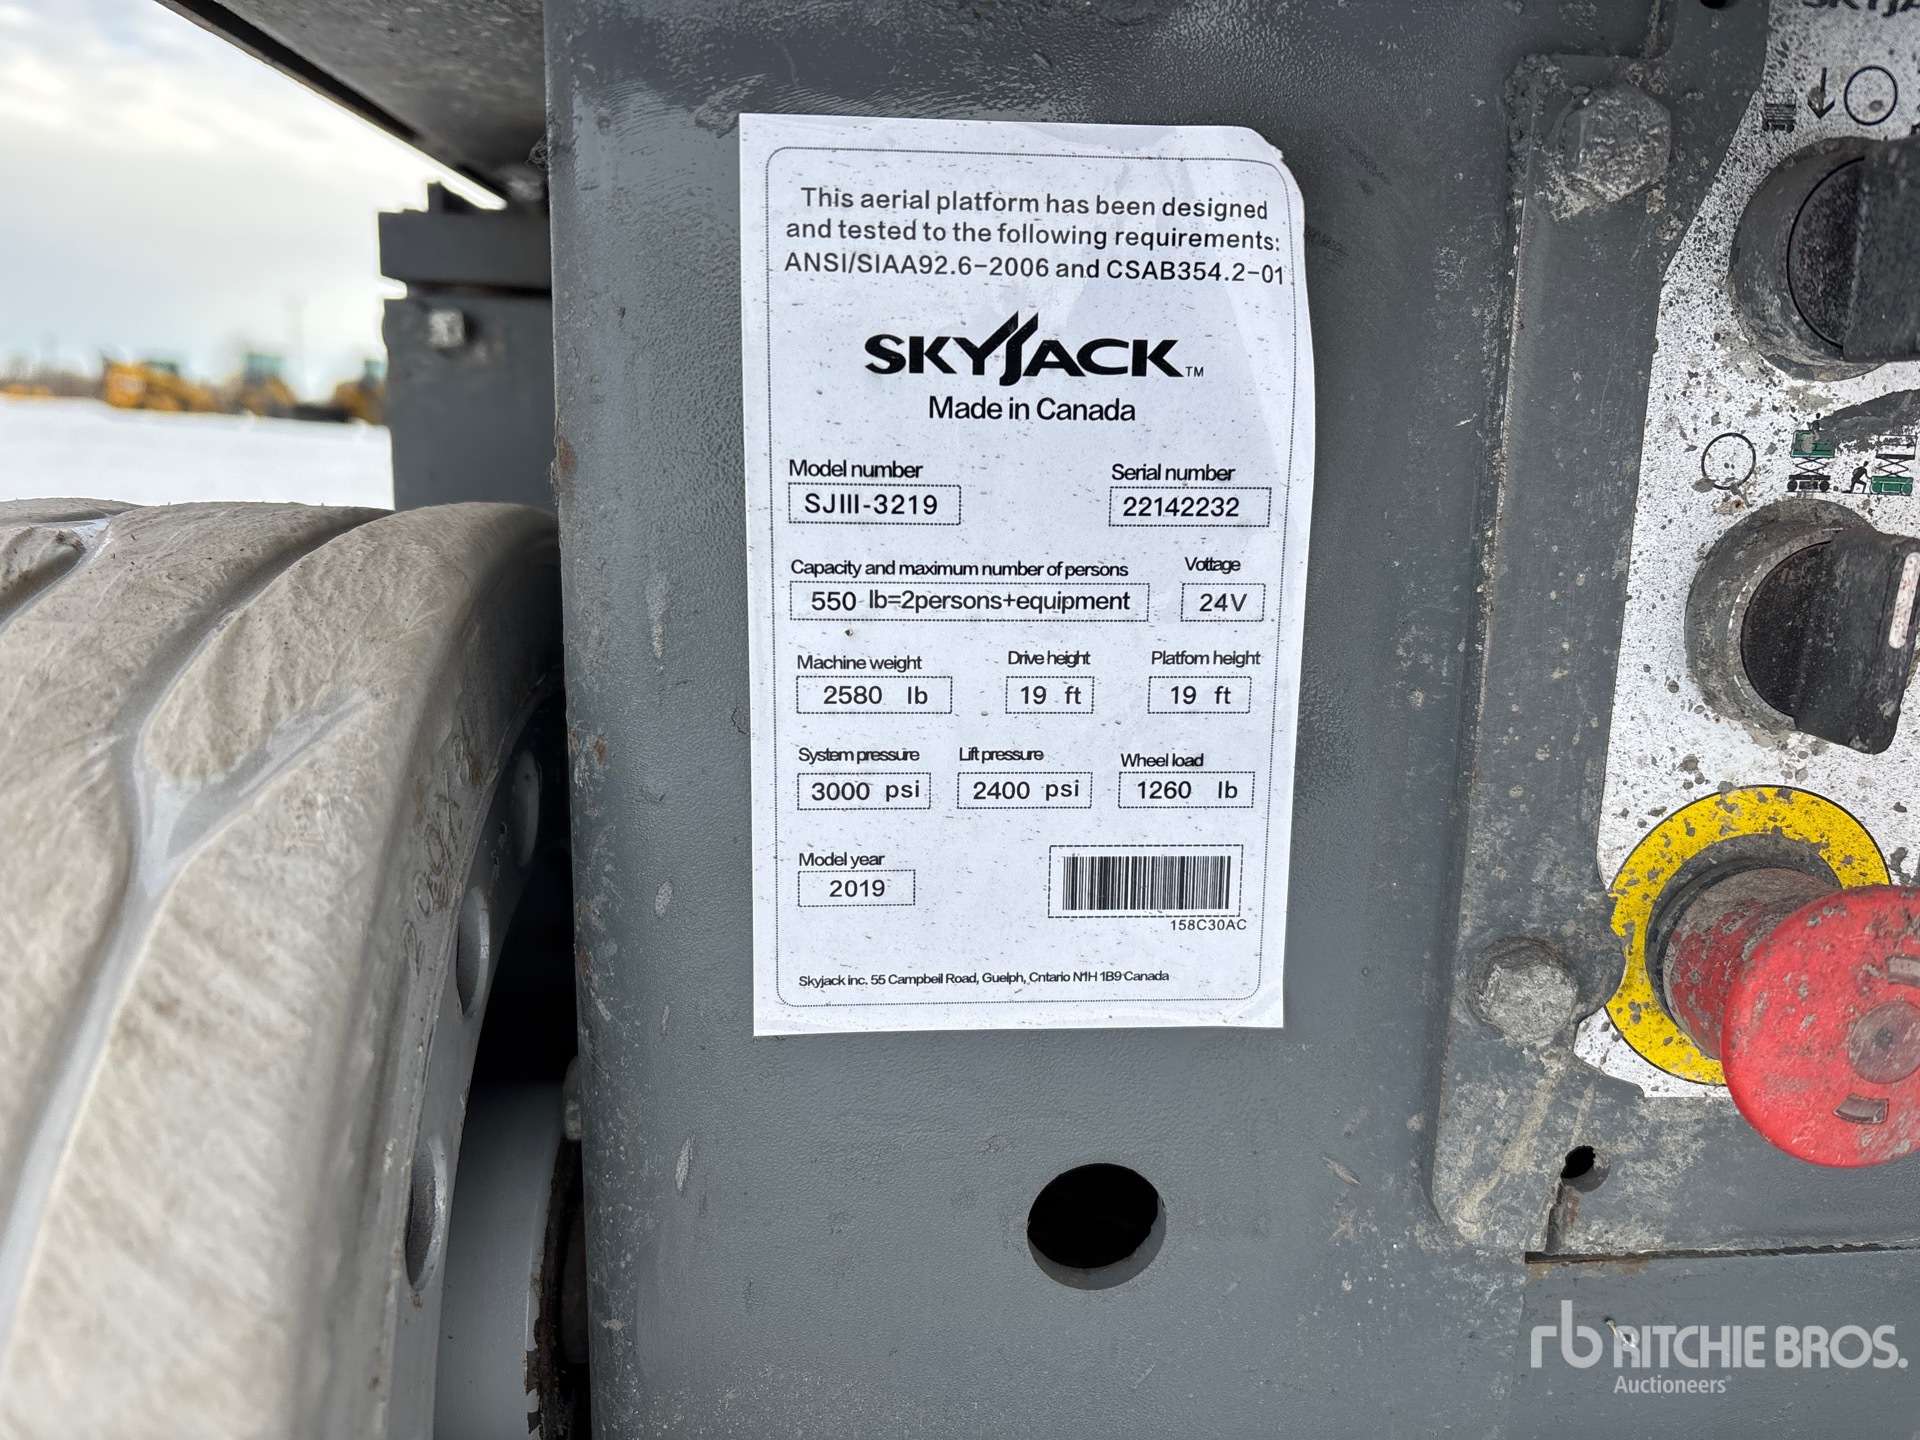 This aerial platform has been designed
and tested to the following requirements:
ANSI/SIAA92.6-2006 and CSAB354.2-01
SKYJACK™
Made in Canada
Model number Serial number
SJIII-3219 22142232
Capacity and maximum number of persons Vottage
550 lb=2persons+equipment 24V
Machine weight Drive height Platfom height
2580 lb 19 ft 19 ft
System pressure Lift pressure Wheel load
3000 psi 2400 psi 1260 lb
Model year
2019
158C30AC
Skyjack inc. 55 Campbell Road, Guelph, Cntario N1H 1B9 Canada
rb RITCHIE BROS.
Auctioneers